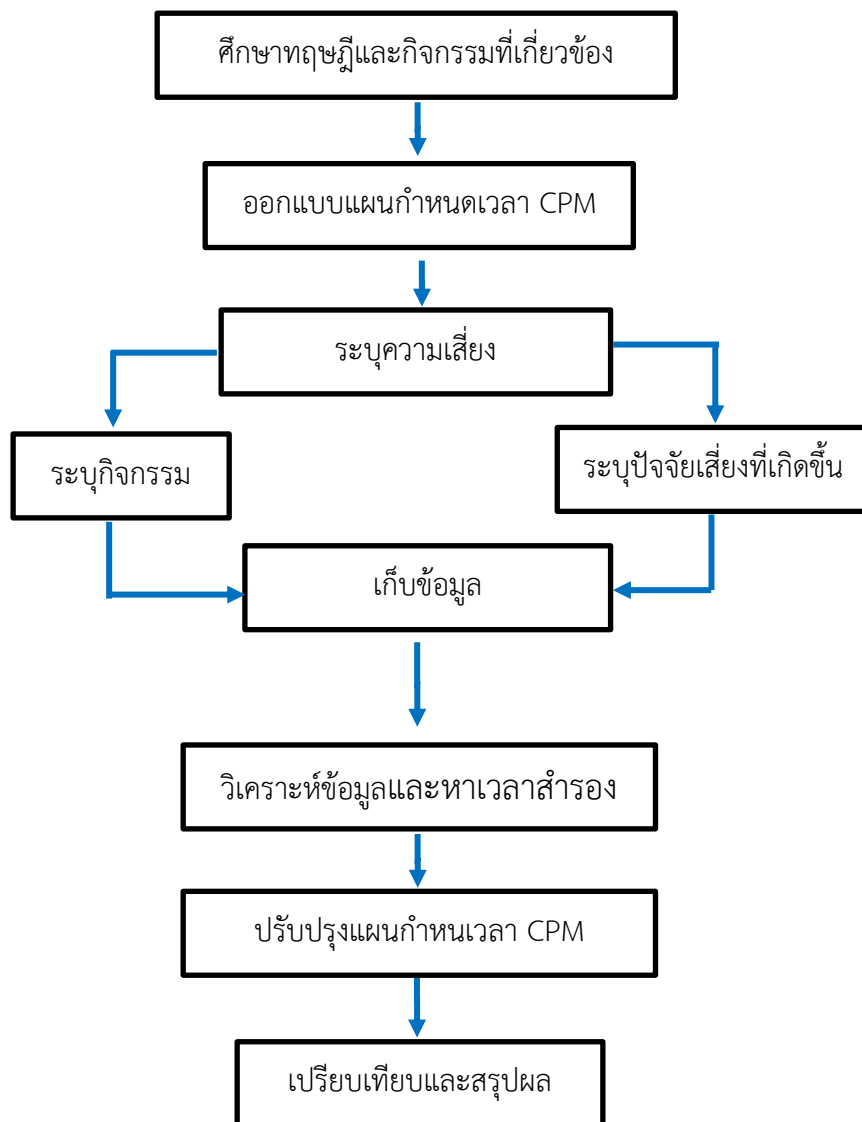 ศึกษาทฤษฎีและกิจกรรมที่เกี่ยวข้อง
ออกแบบแผนกำหนดเวลา CPM
ระบุความเสี่ยง
ระบุกิจกรรม
ระบุปัจจัยเสี่ยงที่เกิดขึ้น
เก็บข้อมูล
วิเคราะห์ข้อมูลและหาเวลาสำรอง
ปรับปรุงแผนกำหนเวลา CPM
เปรียบเทียบและสรุปผล